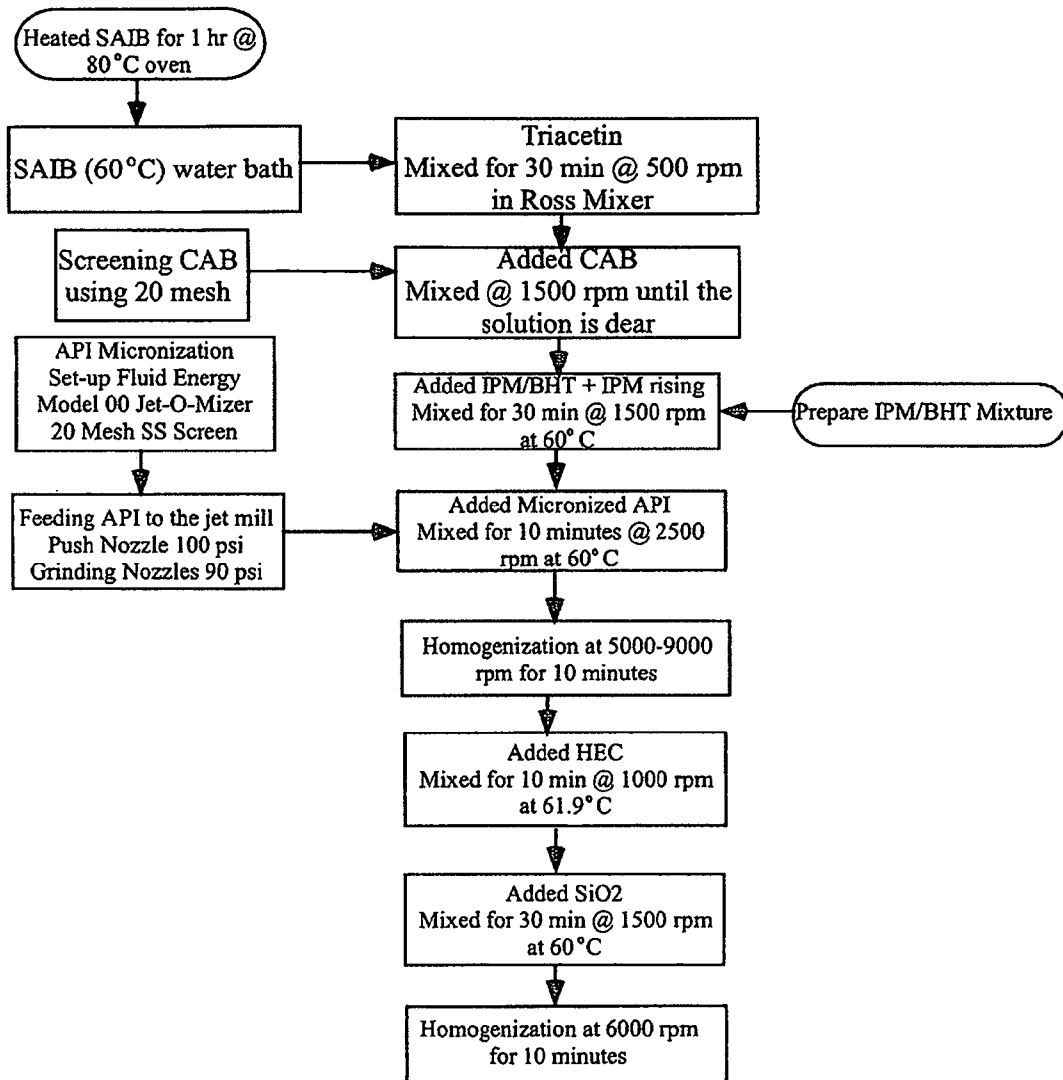 Heated SAIB for 1 hr @
80°C oven
SAIB (60°C) water bath
Triacetin
Mixed for 30 min @ 500 rpm
in Ross Mixer
Screening CAB
using 20 mesh
Added CAB
Mixed @ 1500 rpm until the
solution is dear
API Micronization
Set-up Fluid Energy
Model 00 Jet-O-Mizer
20 Mesh SS Screen
Added IPM/BHT + IPM rising
Mixed for 30 min @ 1500 rpm
at 60°C
Prepare IPM/BHT Mixture
Feeding API to the jet mill
Push Nozzle 100 psi
Grinding Nozzles 90 psi
Added Micronized API
Mixed for 10 minutes @ 2500
rpm at 60°C
Homogenization at 5000-9000
rpm for 10 minutes
Added HEC
Mixed for 10 min @ 1000 rpm
at 61.9°C
Added SiO2
Mixed for 30 min @ 1500 rpm
at 60°C
Homogenization at 6000 rpm
for 10 minutes